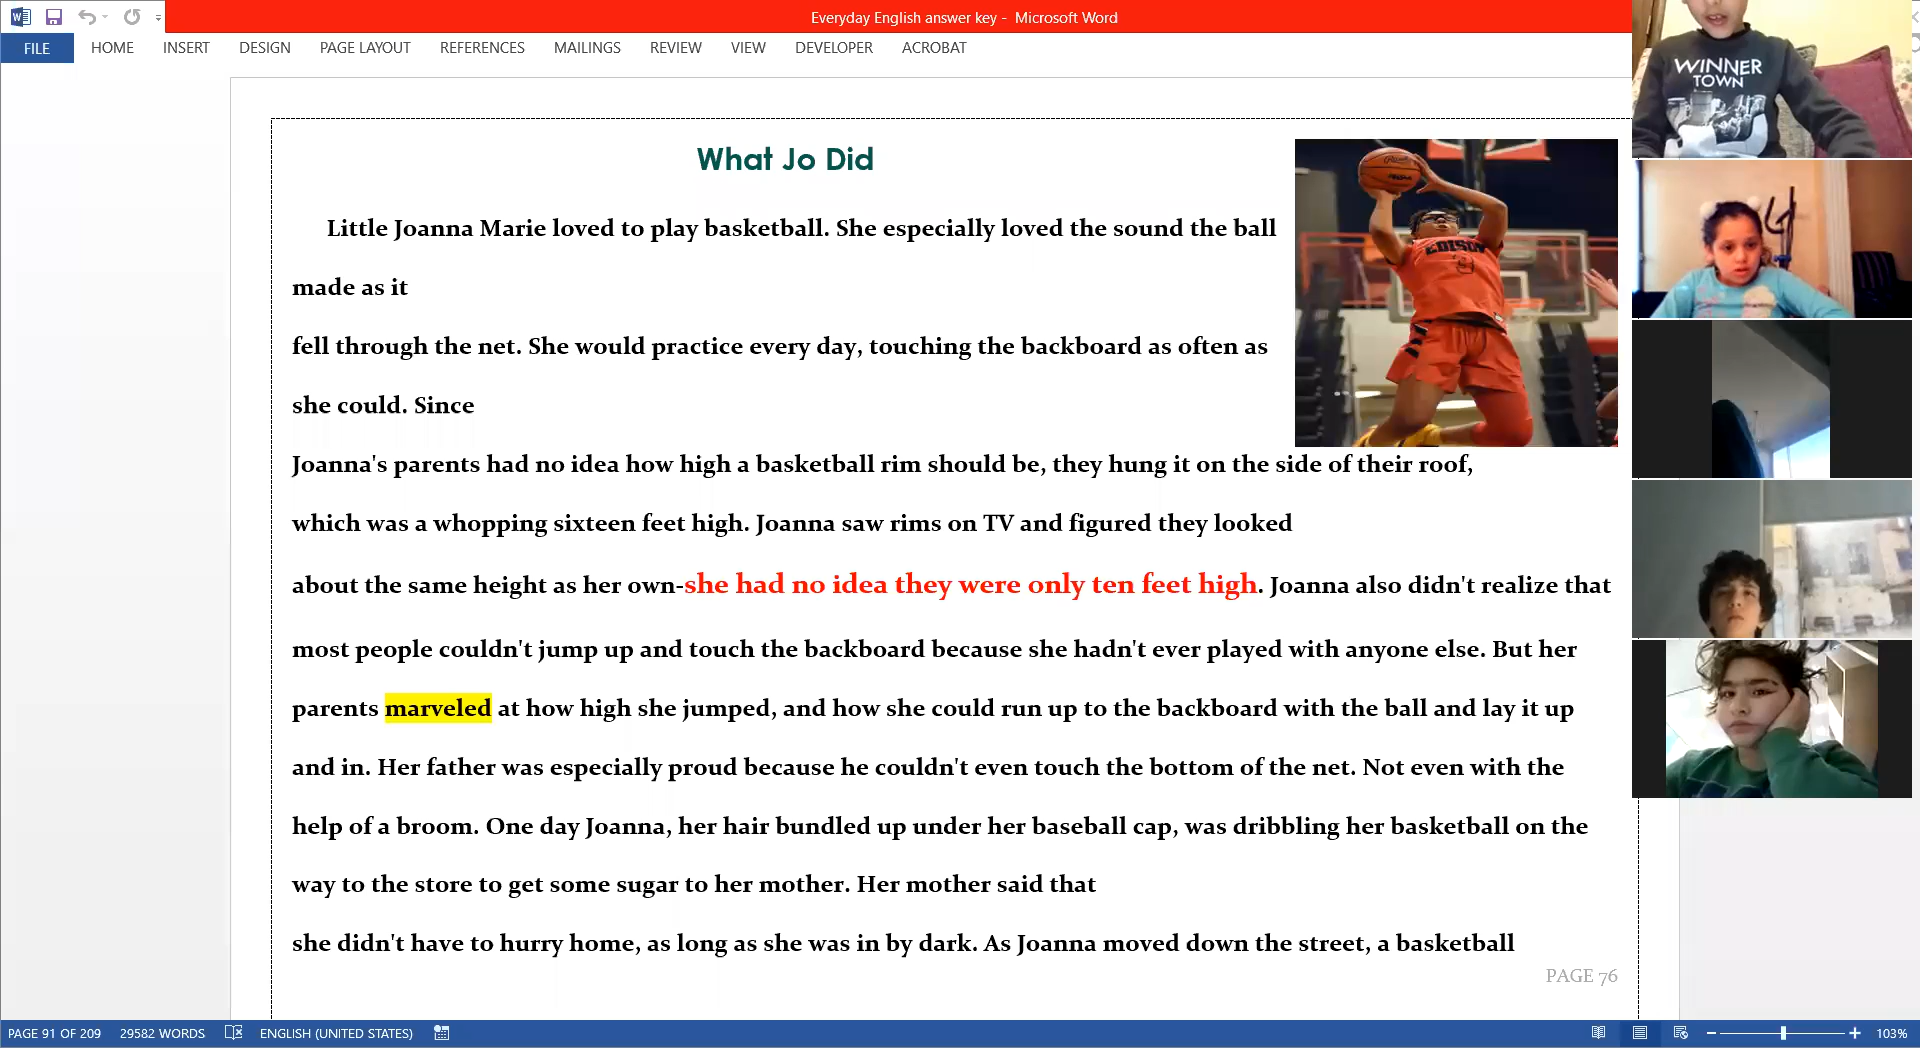 Everyday English answer key - Microsoft Word
FILE HOME INSERT DESIGN PAGE LAYOUT REFERENCES MAILINGS REVIEW VIEW DEVELOPER ACROBAT
WINNER
TOWN
What Jo Did
Little Joanna Marie loved to play basketball. She especially loved the sound the ball
made as it
fell through the net. She would practice every day, touching the backboard as often as
she could. Since
EDISON
Joanna's parents had no idea how high a basketball rim should be, they hung it on the side of their roof,
which was a whopping sixteen feet high. Joanna saw rims on TV and figured they looked
about the same height as her own-she had no idea they were only ten feet high. Joanna also didn't realize that
most people couldn't jump up and touch the backboard because she hadn't ever played with anyone else. But her
parents marveled at how high she jumped, and how she could run up to the backboard with the ball and lay it up
and in. Her father was especially proud because he couldn't even touch the bottom of the net. Not even with the
help of a broom. One day Joanna, her hair bundled up under her baseball cap, was dribbling her basketball on the
way to the store to get some sugar to her mother. Her mother said that
she didn't have to hurry home, as long as she was in by dark. As Joanna moved down the street, a basketball
PAGE 76
PAGE 91 OF 209 29582 WORDS ENGLISH (UNITED STATES) 103%